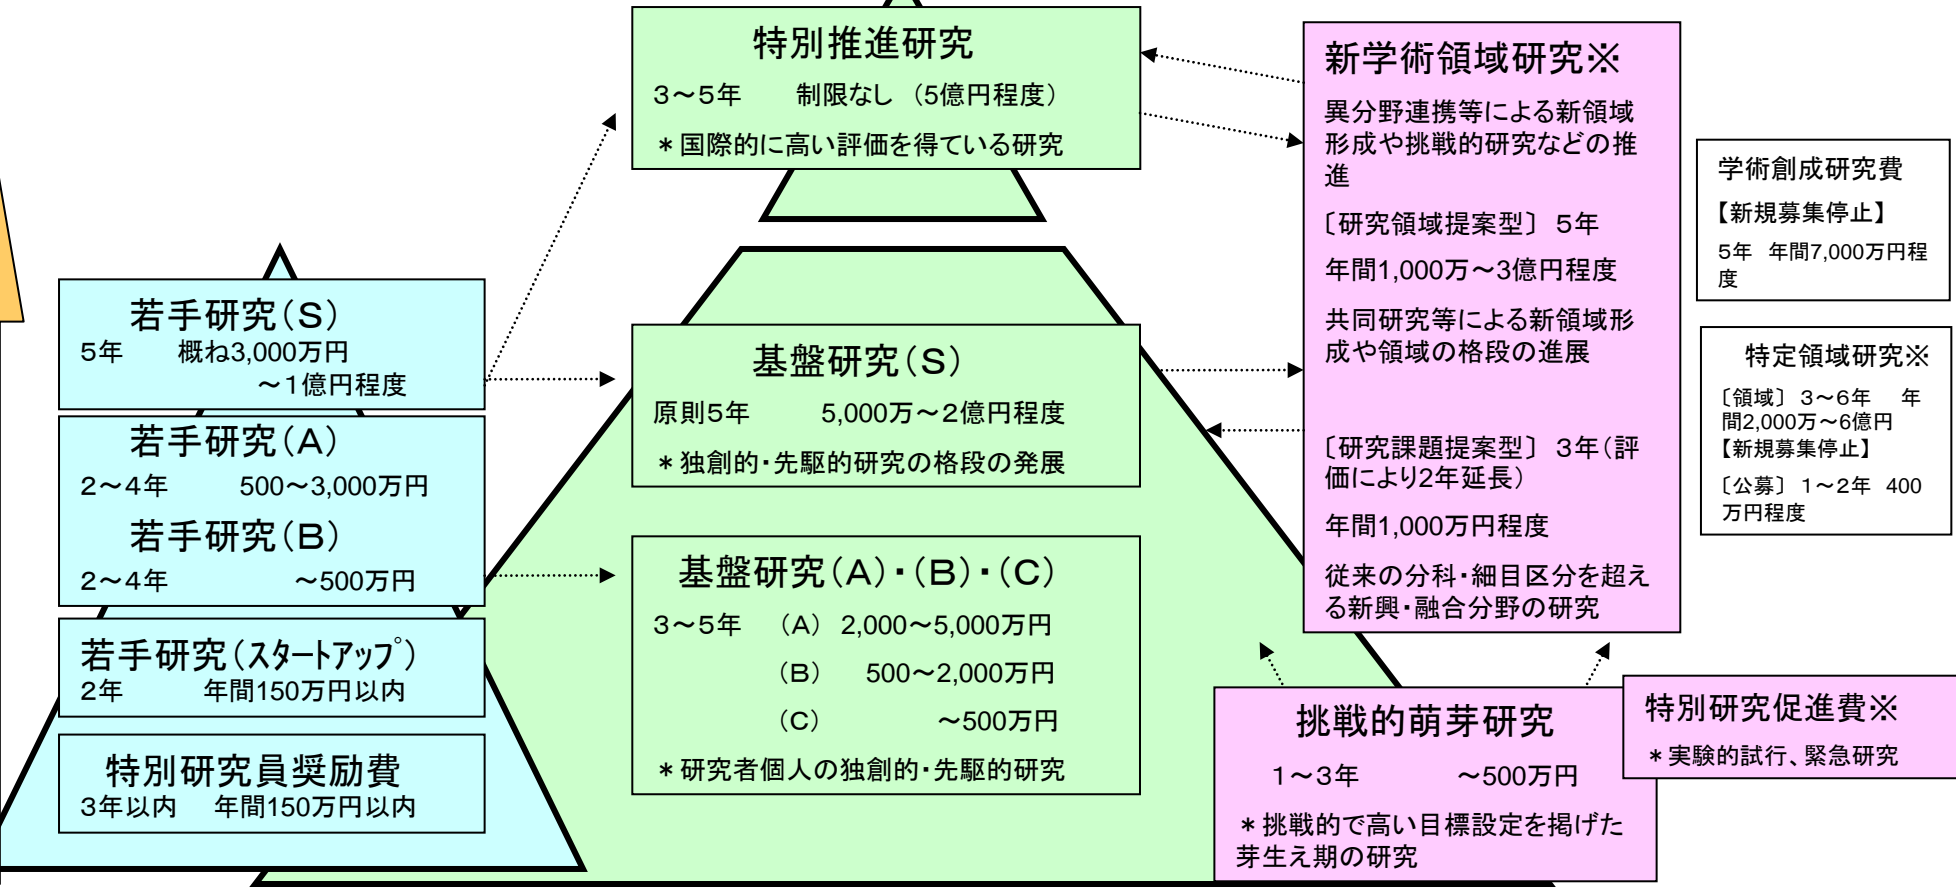 特別推進研究
3～5年　制限なし（5億円程度）
＊国際的に高い評価を得ている研究
若手研究（S）
5年　概ね3,000万円
～1億円程度
若手研究（A）
2～4年　500～3,000万円
若手研究（B）
2～4年　～500万円
若手研究（スタートアップ）
2年　年間150万円以内
特別研究員奨励費
3年以内　年間150万円以内
基盤研究（S）
原則5年　5,000万～2億円程度
＊独創的・先駆的研究の格段の発展
基盤研究（A）・（B）・（C）
3～5年　（A）2,000～5,000万円
（B）　500～2,000万円
（C）　～500万円
＊研究者個人の独創的・先駆的研究
新学術領域研究※
異分野連携等による新領域
形成や挑戦的研究などの推
進
〔研究領域提案型〕 5年
年間1,000万～3億円程度
共同研究等による新領域形
成や領域の格段の進展
〔研究課題提案型〕 3年（評
価により2年延長）
年間1,000万円程度
従来の分科・細目区分を超え
る新興・融合分野の研究
挑戦的萌芽研究
1～3年　～500万円
＊挑戦的で高い目標設定を掲げた
芽生え期の研究
特別研究促進費※
＊実験的試行、緊急研究
学術創成研究費
【新規募集停止】
5年　年間7,000万円程
度
特定領域研究※
〔領域〕 3～6年　年
間2,000万～6億円
【新規募集停止】
〔公募〕 1～2年　400
万円程度